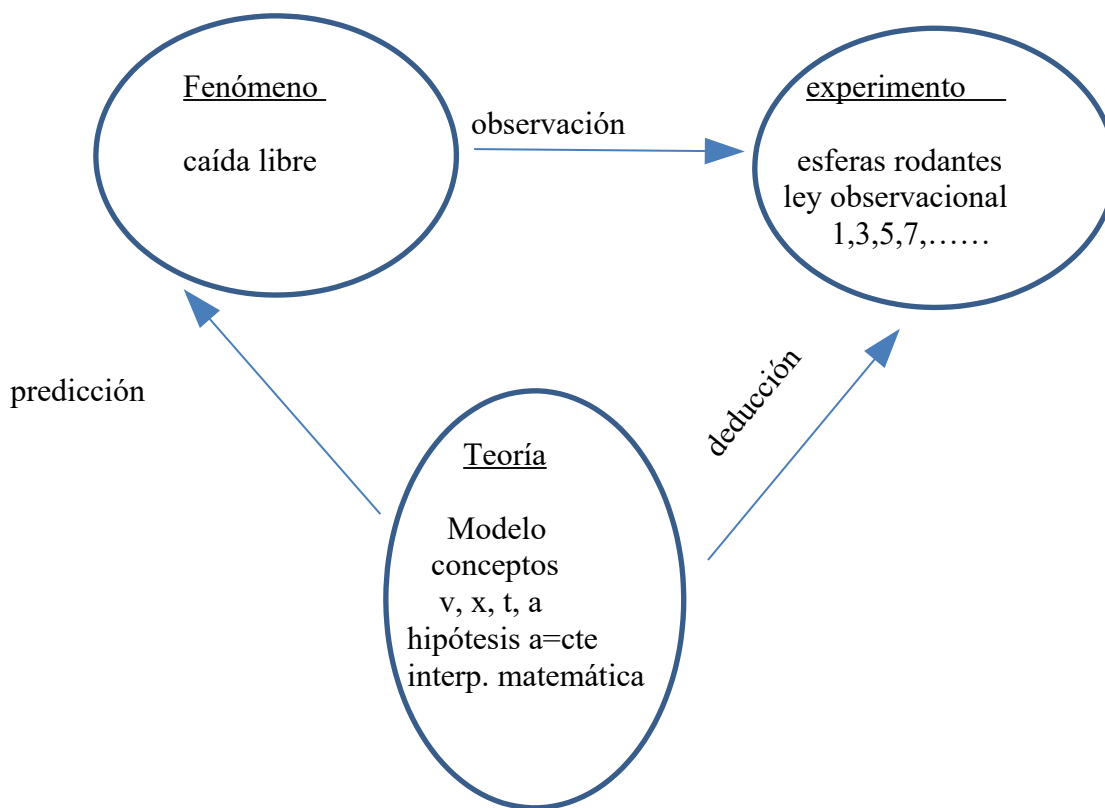 Fenómeno
caída libre
observación
experimento
esferas rodantes
ley observacional
1,3,5,7,......
predicción
deducción
Teoría
Modelo
conceptos
v, x, t, a
hipótesis a=cte
interp. matemática